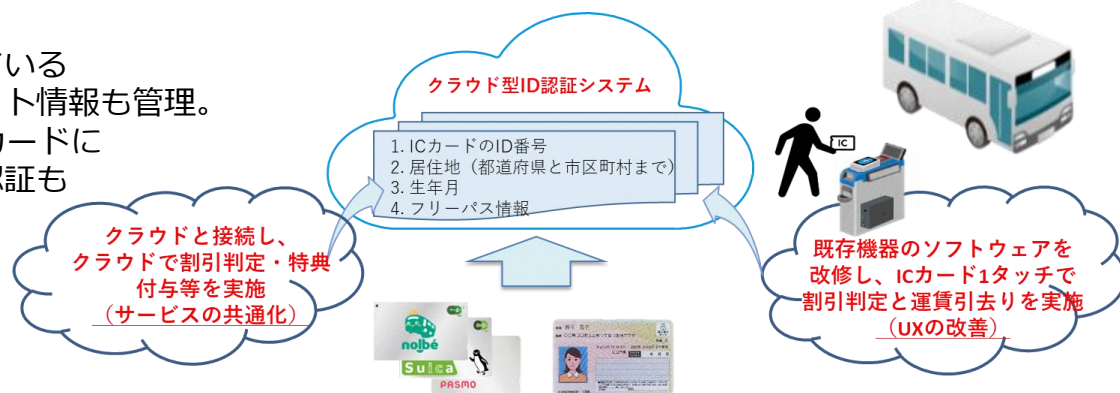 ている
ト情報も管理。
カードに
認証も
クラウド型ID認証システム
1. ICカードのID番号
2. 居住地（都道府県と市区町村まで）
3. 生年月
4. フリーパス情報
IC
クラウドと接続し、
クラウドで割引判定・特典
付与等を実施
（サービスの共通化）
既存機器のソフトウェアを
改修し、ICカード1タッチで
割引判定と運賃引去りを実施
（UXの改善）
nolbé
Suica
PASMO